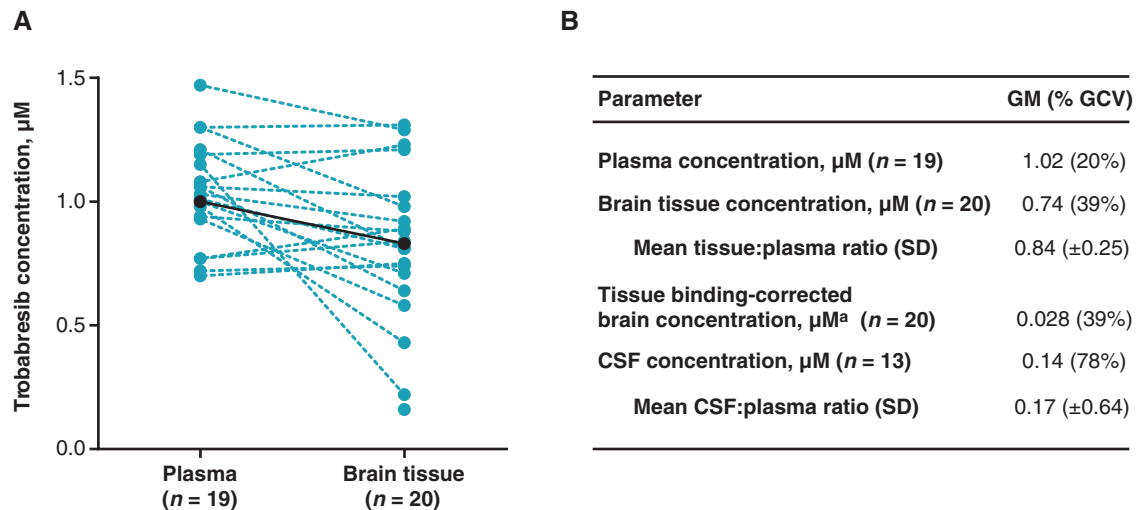 A
Trobabresib concentration, µM
1.5
1.0
0.5
0.0
Plasma
(n = 19)
Brain tissue
(n = 20)
B
Parameter GM (% GCV)
Plasma concentration, µM (n = 19) 1.02 (20%)
Brain tissue concentration, µM (n = 20) 0.74 (39%)
Mean tissue:plasma ratio (SD) 0.84 (±0.25)
Tissue binding-corrected
brain concentration, µMª (n = 20) 0.028 (39%)
CSF concentration, µM (n = 13) 0.14 (78%)
Mean CSF:plasma ratio (SD) 0.17 (±0.64)